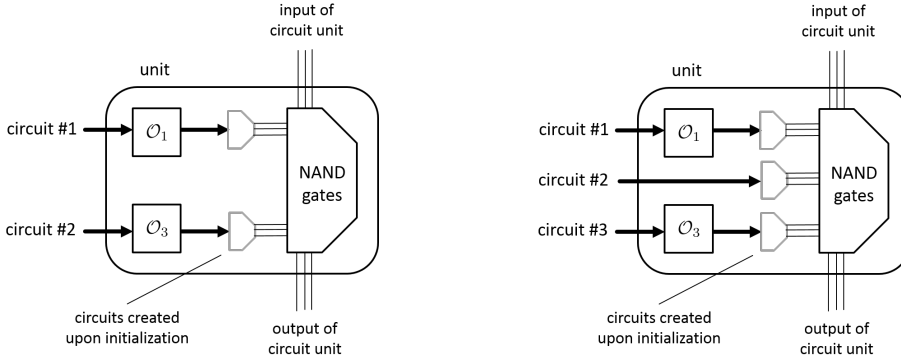 input of
circuit unit
unit
circuit #1
𝒪₁
NAND
gates
circuit #2
𝒪₃
circuits created
upon initialization
output of
circuit unit
input of
circuit unit
unit
circuit #1
𝒪₁
circuit #2
NAND
gates
circuit #3
𝒪₃
circuits created
upon initialization
output of
circuit unit